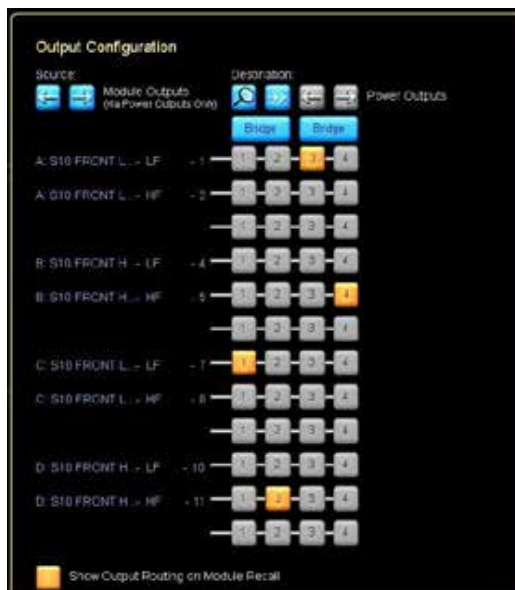 Output Configuration
Source:
Destination:
Module Outputs
(Via Power Outputs Only)
Power Outputs
Bridge Bridge
A: S10 FRONT L... - LF - 1 1 2 3 4
A: S10 FRONT L... - HF - 2 1 2 3 4
1 2 3 4
B: S10 FRONT H... - LF - 4 1 2 3 4
B: S10 FRONT H... - HF - 5 1 2 3 4
1 2 3 4
C: S10 FRONT L... - LF - 7 1 2 3 4
C: S10 FRONT L... - HF - 8 1 2 3 4
1 2 3 4
D: S10 FRONT H... - LF - 10 1 2 3 4
D: S10 FRONT H... - HF - 11 1 2 3 4
1 2 3 4
Show Output Routing on Module Recall